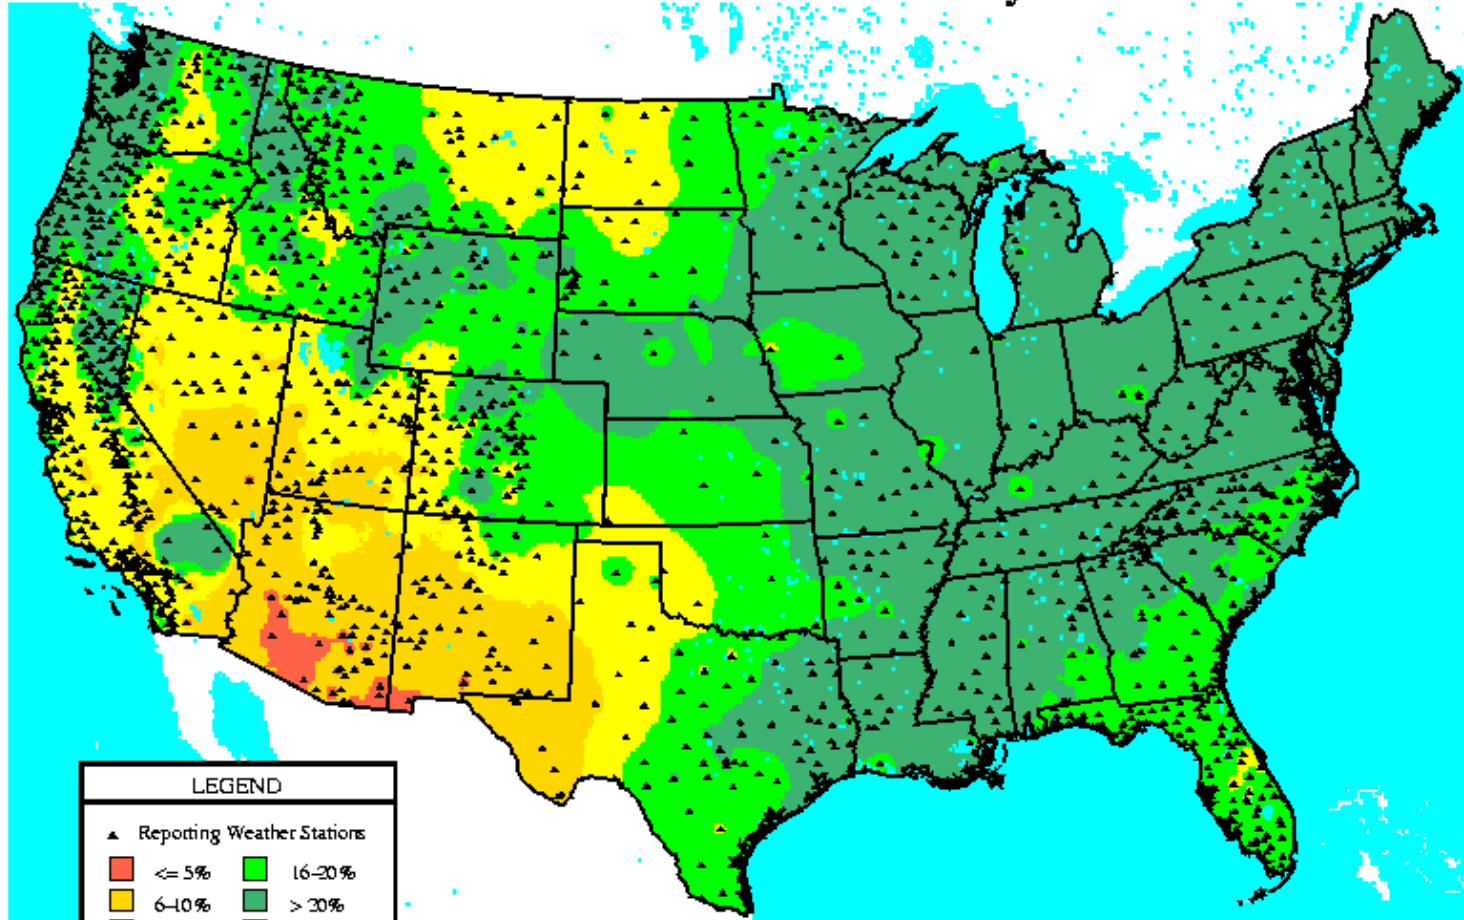 LEGEND
Reporting Weather Stations
<= 5% 16-20%
6-10% > 20%